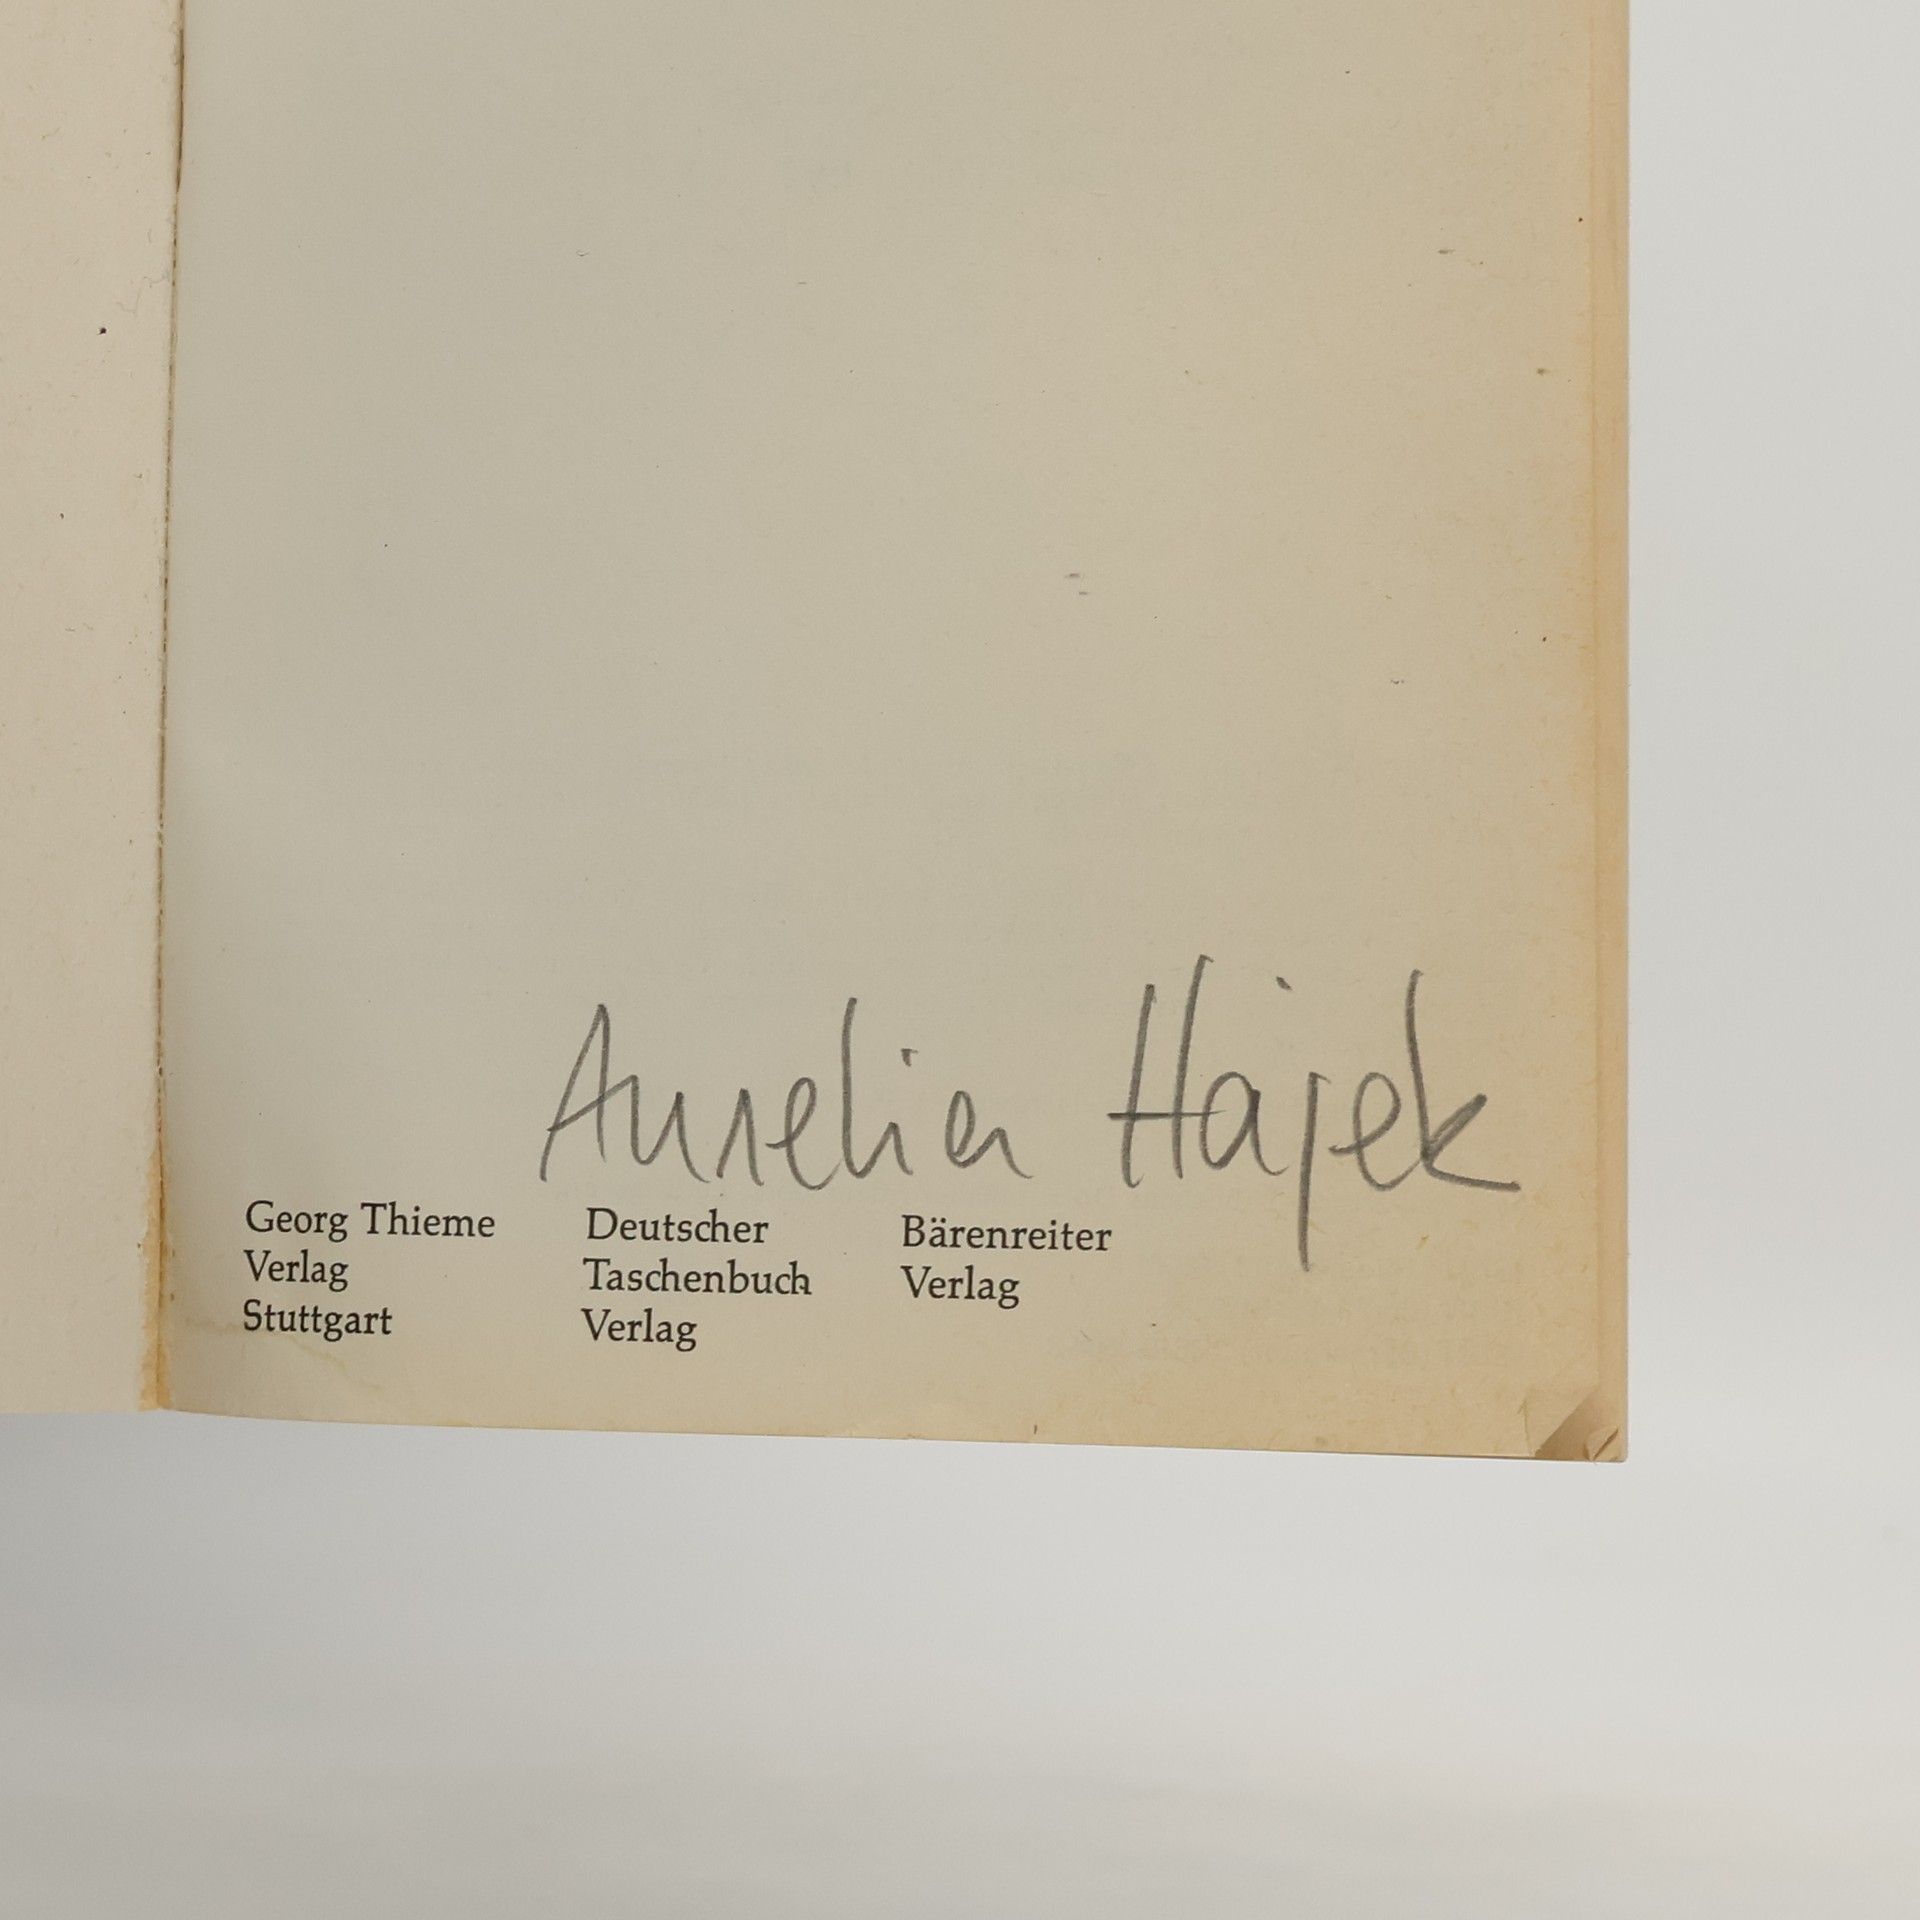 Aurelia Hajek
Georg Thieme
Verlag
Stuttgart
Deutscher
Taschenbuch
Verlag
Bärenreiter
Verlag